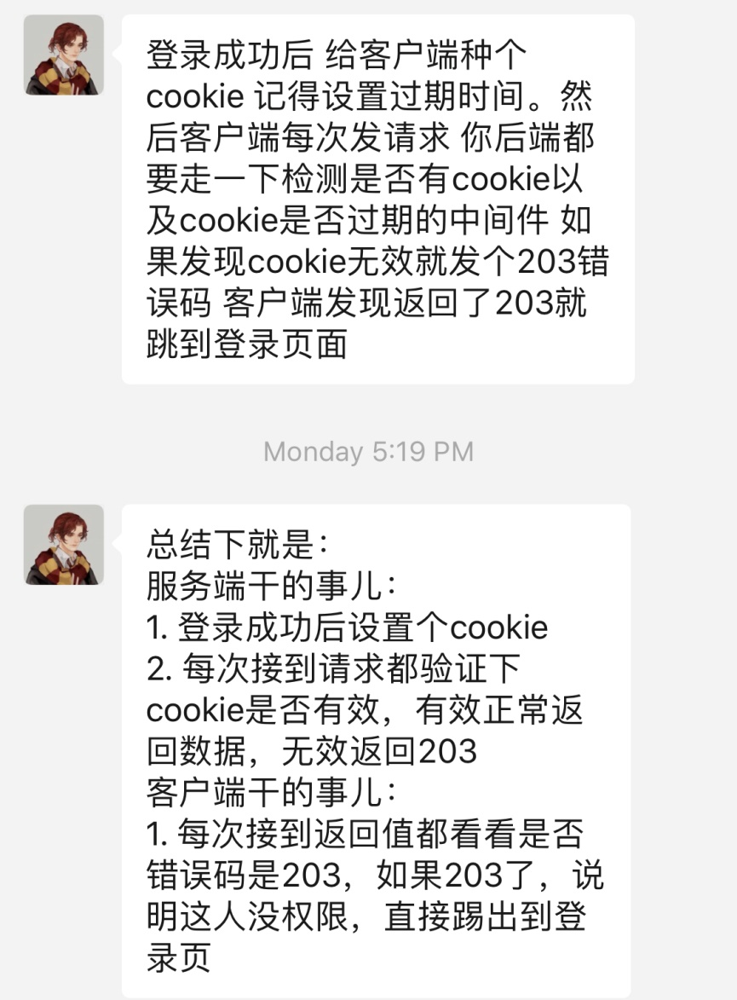 登录成功后 给客户端种个
cookie 记得设置过期时间。然
后客户端每次发请求 你后端都
要走一下检测是否有cookie以
及cookie是否过期的中间件 如
果发现cookie无效就发个203错
误码 客户端发现返回了203就
跳到登录页面
Monday 5:19 PM
总结下就是：
服务端干的事儿：
1. 登录成功后设置个cookie
2. 每次接到请求都验证下
cookie是否有效，有效正常返
回数据，无效返回203
客户端干的事儿：
1. 每次接到返回值都看看是否
错误码是203，如果203了，说
明这人没权限，直接踢出到登
录页